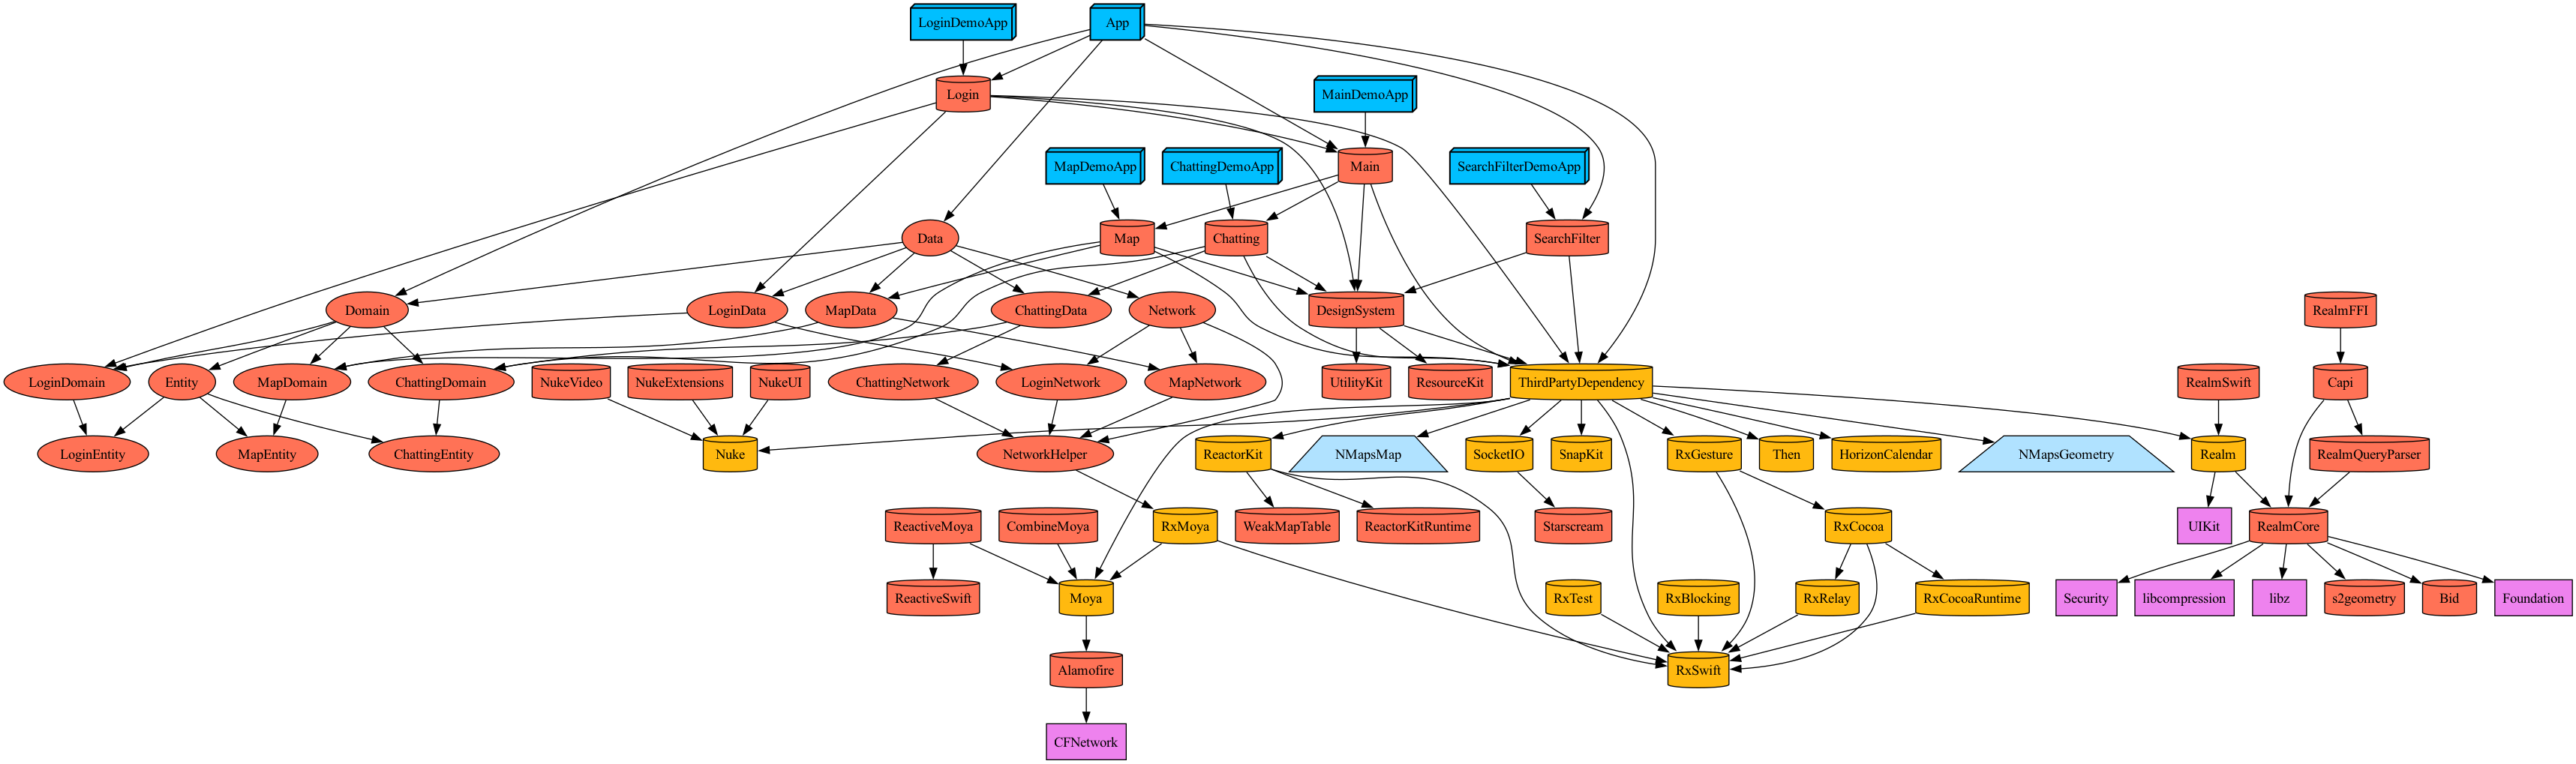 LoginDemoApp
App
Login
MainDemoApp
MapDemoApp
ChattingDemoApp
Main
SearchFilterDemoApp
Data
Map
Chatting
SearchFilter
Domain
LoginData
MapData
ChattingData
Network
DesignSystem
RealmFFI
LoginDomain
Entity
MapDomain
ChattingDomain
NukeVideo
NukeExtensions
NukeUI
ChattingNetwork
LoginNetwork
MapNetwork
UtilityKit
ResourceKit
ThirdPartyDependency
RealmSwift
Capi
LoginEntity
MapEntity
ChattingEntity
Nuke
NetworkHelper
ReactorKit
NMapsMap
SocketIO
SnapKit
RxGesture
Then
HorizonCalendar
NMapsGeometry
Realm
RealmQueryParser
ReactiveMoya
CombineMoya
RxMoya
WeakMapTable
ReactorKitRuntime
Starscream
RxCocoa
UIKit
RealmCore
ReactiveSwift
Moya
RxTest
RxBlocking
RxRelay
RxCocoaRuntime
Security
libcompression
libz
s2geometry
Bid
Foundation
Alamofire
RxSwift
CFNetwork